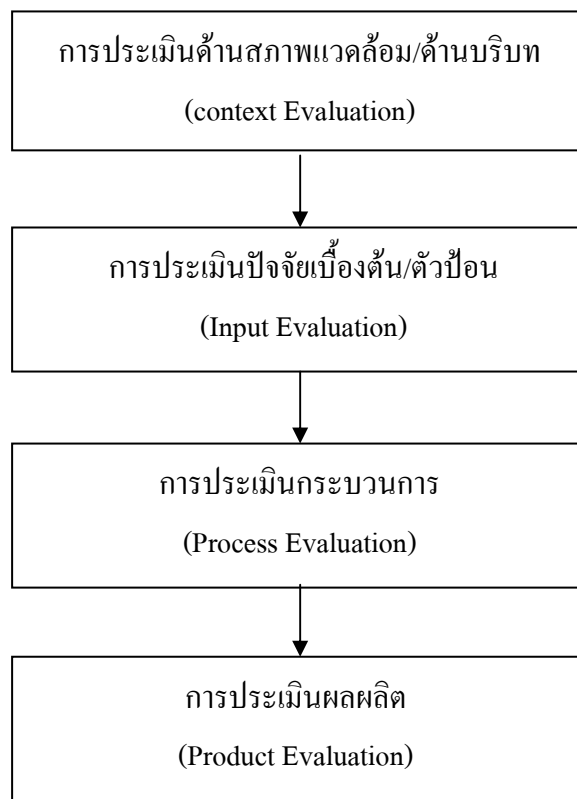 การประเมินด้านสภาพแวดล้อม/ด้านบริบท
(context Evaluation)
การประเมินปัจจัยเบื้องต้น/ตัวป้อน
(Input Evaluation)
การประเมินกระบวนการ
(Process Evaluation)
การประเมินผลผลิต
(Product Evaluation)